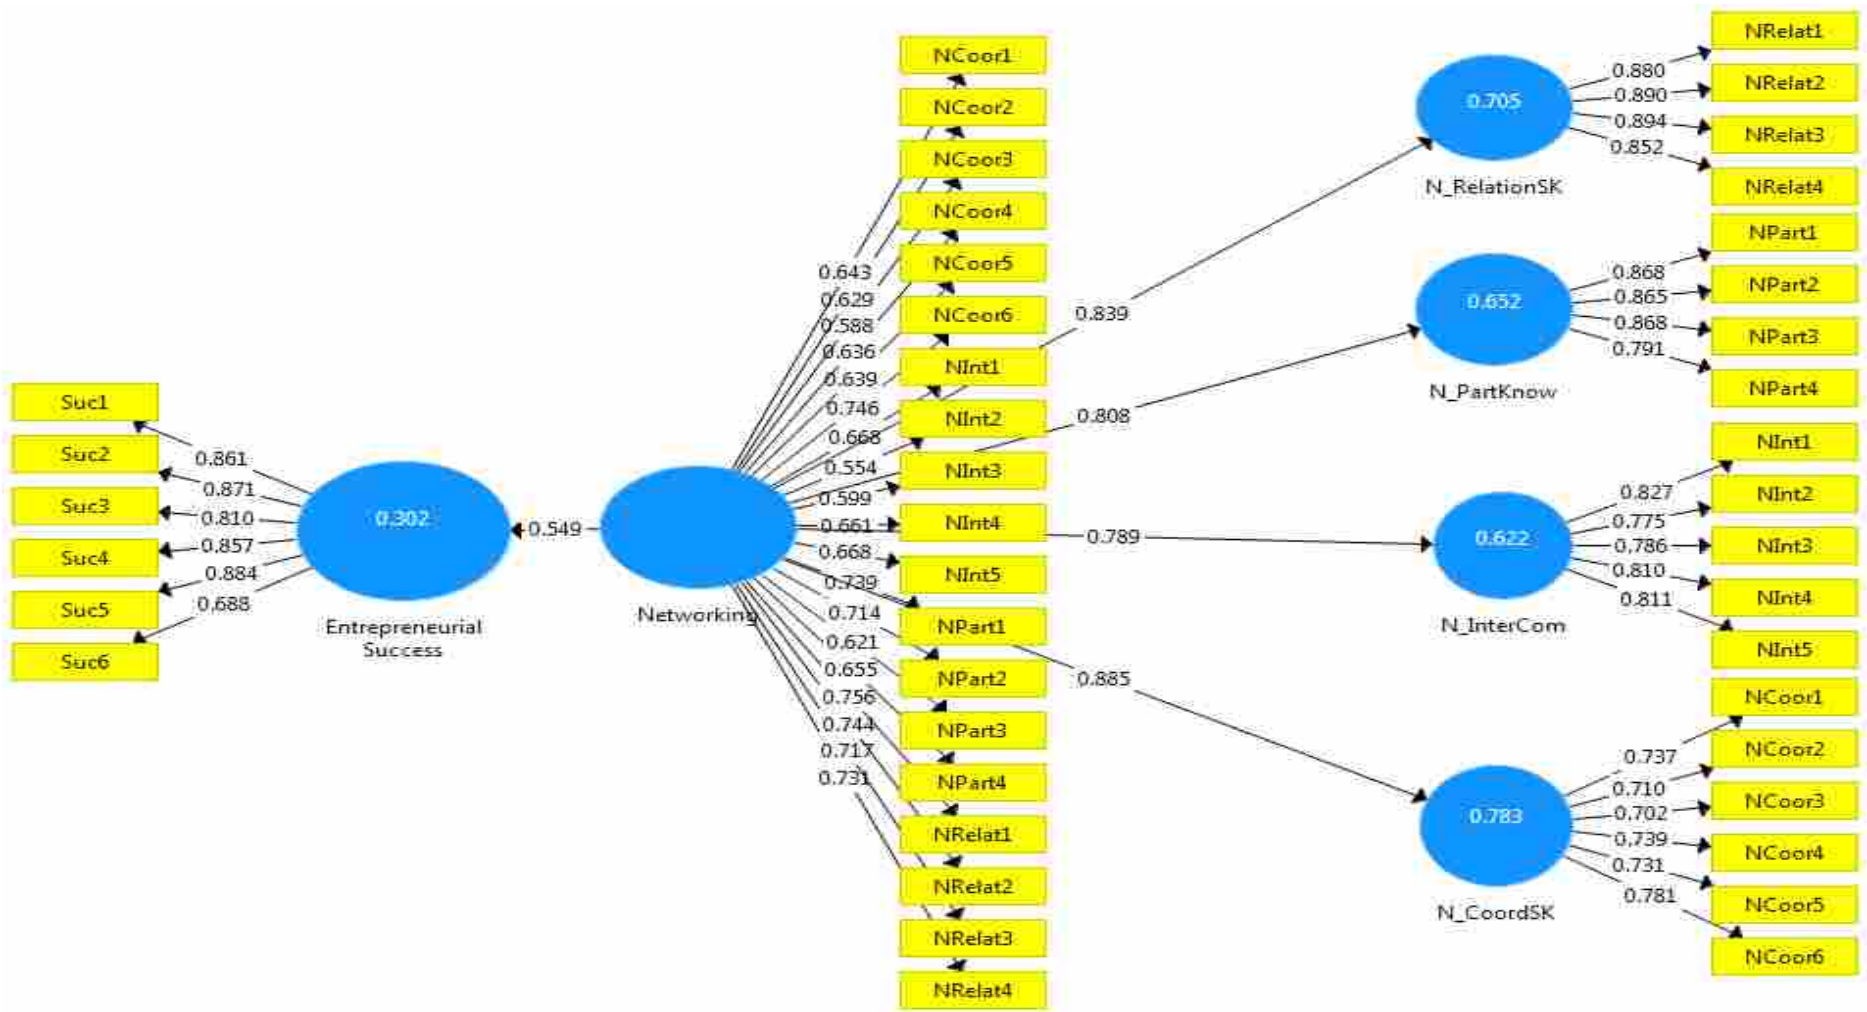 Suc1
Suc2
Suc3
Suc4
Suc5
Suc6
0.861
0.871
0.810
0.857
0.884
0.688
0.302
Entrepreneurial
Success
0.549
Networking
0.643
0.629
0.588
0.636
0.639
0.746
0.668
0.554
0.599
0.661
0.668
0.739
0.714
0.621
0.655
0.756
0.744
0.717
0.731
NCoor1
NCoor2
NCoor3
NCoor4
NCoor5
NCoor6
NInt1
NInt2
NInt3
NInt4
NInt5
NPart1
NPart2
NPart3
NPart4
NRelat1
NRelat2
NRelat3
NRelat4
0.839
0.808
0.789
0.885
0.705
N_RelationSK
0.880
0.890
0.894
0.852
NRelat1
NRelat2
NRelat3
NRelat4
0.652
N_PartKnow
0.868
0.865
0.868
0.791
NPart1
NPart2
NPart3
NPart4
0.622
N_InterCom
0.827
0.775
0.786
0.810
0.811
NInt1
NInt2
NInt3
NInt4
NInt5
0.783
N_CoordSK
0.737
0.710
0.702
0.739
0.731
0.781
NCoor1
NCoor2
NCoor3
NCoor4
NCoor5
NCoor6